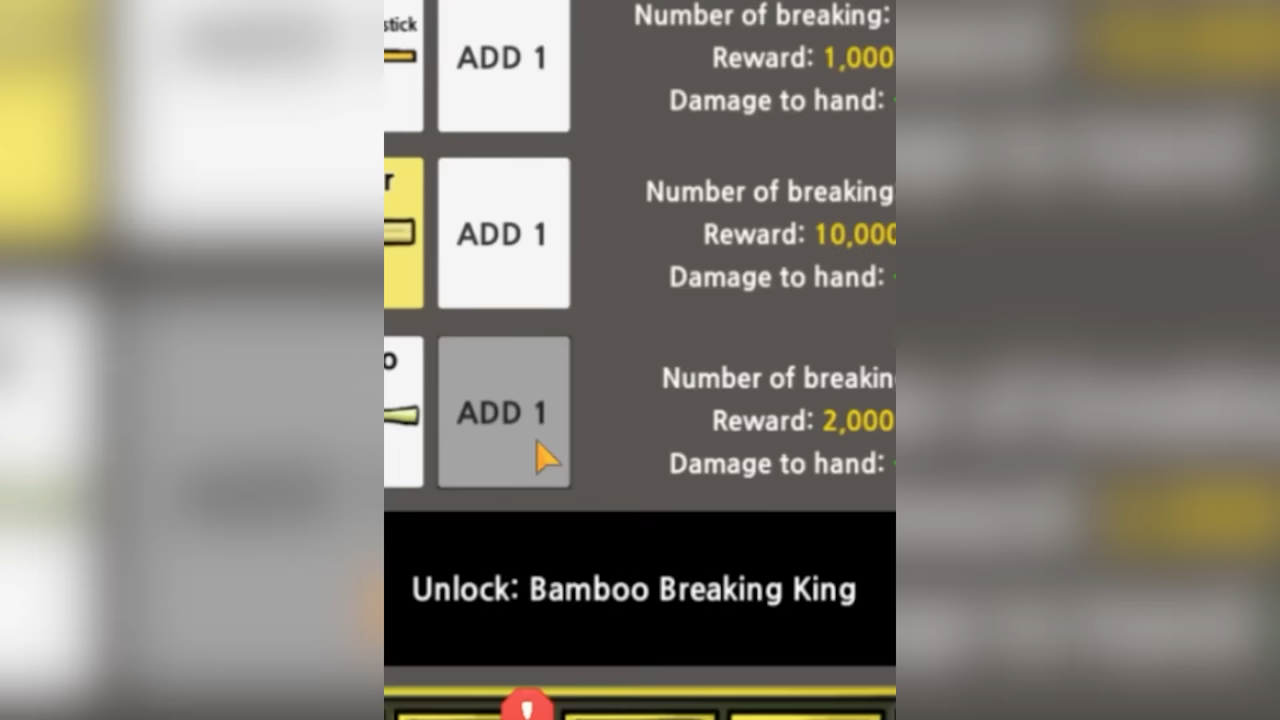 stick
ADD 1
Number of breaking:
Reward: 1,000
Damage to hand:
r
ADD 1
Number of breaking
Reward: 10,000
Damage to hand:
o
ADD 1
Number of breakin
Reward: 2,000
Damage to hand:
Unlock: Bamboo Breaking King